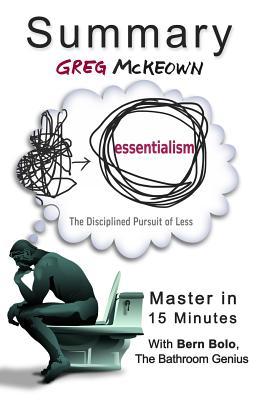 Summary
GREG McKEOWN
essentialism
The Disciplined Pursuit of Less
Master in
15 Minutes
With Bern Bolo,
The Bathroom Genius